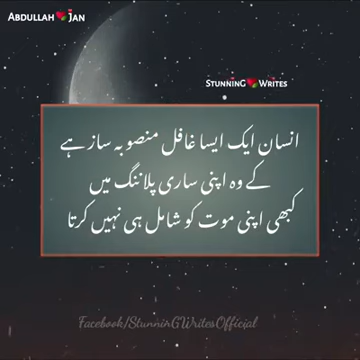 Abdullah Jan
Stunning Writes
انسان ایک ایسا غافل منصوبہ ساز ہے
کے وہ اپنی ساری پلاننگ میں
کبھی اپنی موت کو شامل ہی نہیں کرتا
Facebook/StunninGWritesOfficial